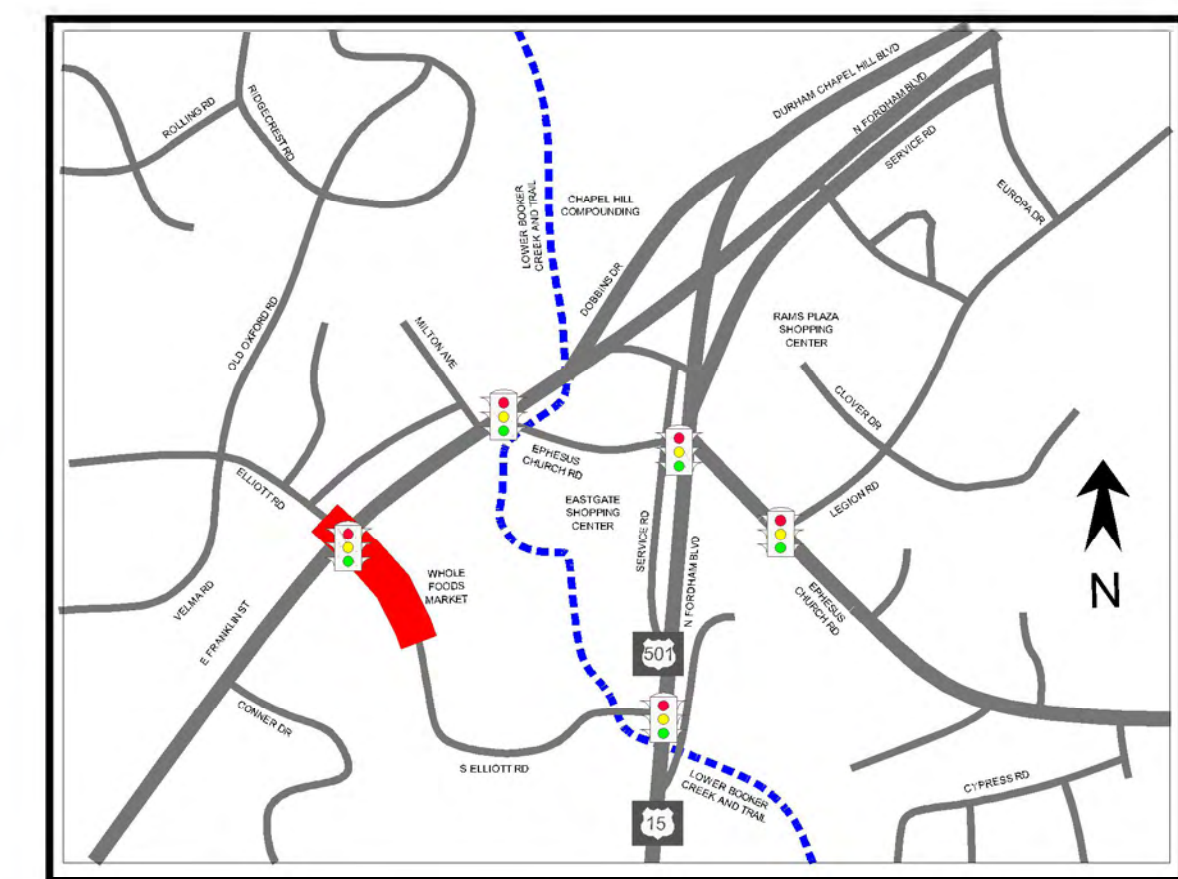 DURHAM CHAPEL HILL BLVD
N FORDHAM BLVD
SERVICE RD
ROLLING RD
RIDGECREST RD
EUROPA DR
LOWER BOOKER
CREEK AND TRAIL
CHAPEL HILL
COMPOUNDING
DOBBINS DR
OLD OXFORD RD
MILTON AVE
RAMS PLAZA
SHOPPING
CENTER
CLOVER DR
EPHESUS
CHURCH RD
ELLIOTT RD
EASTGATE
SHOPPING
CENTER
LEGION RD
SERVICE RD
N FORDHAM BLVD
VELMA RD
WHOLE
FOODS
MARKET
EPHESUS
CHURCH RD
N
E FRANKLIN ST
501
CONNER DR
S ELLIOTT RD
LOWER BOOKER
CREEK AND TRAIL
CYPRESS RD
15